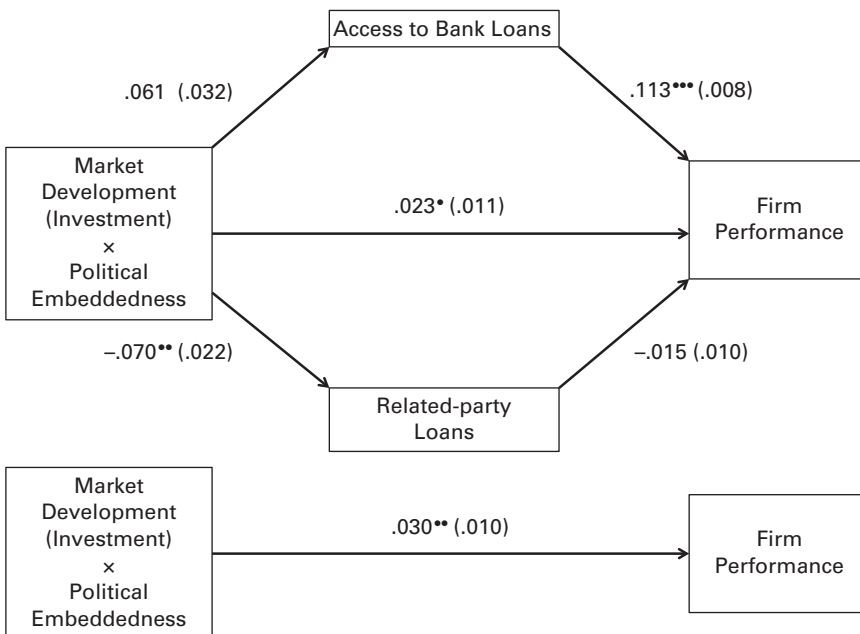 Access to Bank Loans
.061 (.032)
.113••• (.008)
Market
Development
(Investment)
×
Political
Embeddedness
.023• (.011)
Firm
Performance
–.070•• (.022)
–.015 (.010)
Related-party
Loans
Market
Development
(Investment)
×
Political
Embeddedness
.030•• (.010)
Firm
Performance